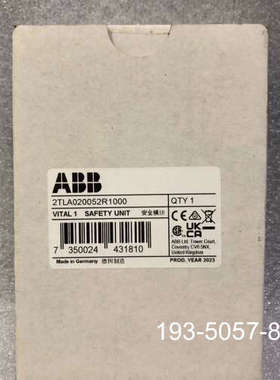 ABB
2TLA020052R1000
QTY 1
VITAL 1 SAFETY UNIT 安全模块
7 350024 431810
ABB Ltd. Tower Court,
Coventry CV6 5NX,
United Kingdom
Made in Germany 德国制造
PROD. YEAR 2023
UK
CA
193-5057-8